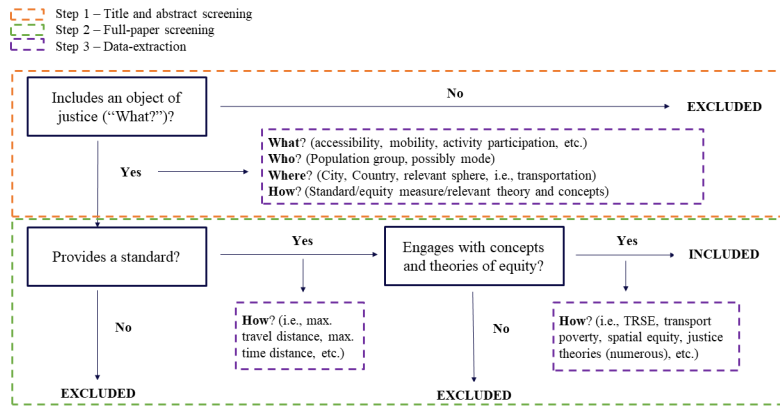 Step 1 – Title and abstract screening
Step 2 – Full-paper screening
Step 3 – Data-extraction
Includes an object of
justice (“What?”)?
No
EXCLUDED
Yes
What? (accessibility, mobility, activity participation, etc.)
Who? (Population group, possibly mode)
Where? (City, Country, relevant sphere, i.e., transportation)
How? (Standard/equity measure/relevant theory and concepts)
Provides a standard?
Yes
Engages with concepts
and theories of equity?
Yes
INCLUDED
No
How? (i.e., max.
travel distance, max.
time distance, etc.)
No
How? (i.e., TRSE, transport
poverty, spatial equity, justice
theories (numerous), etc.)
EXCLUDED
EXCLUDED